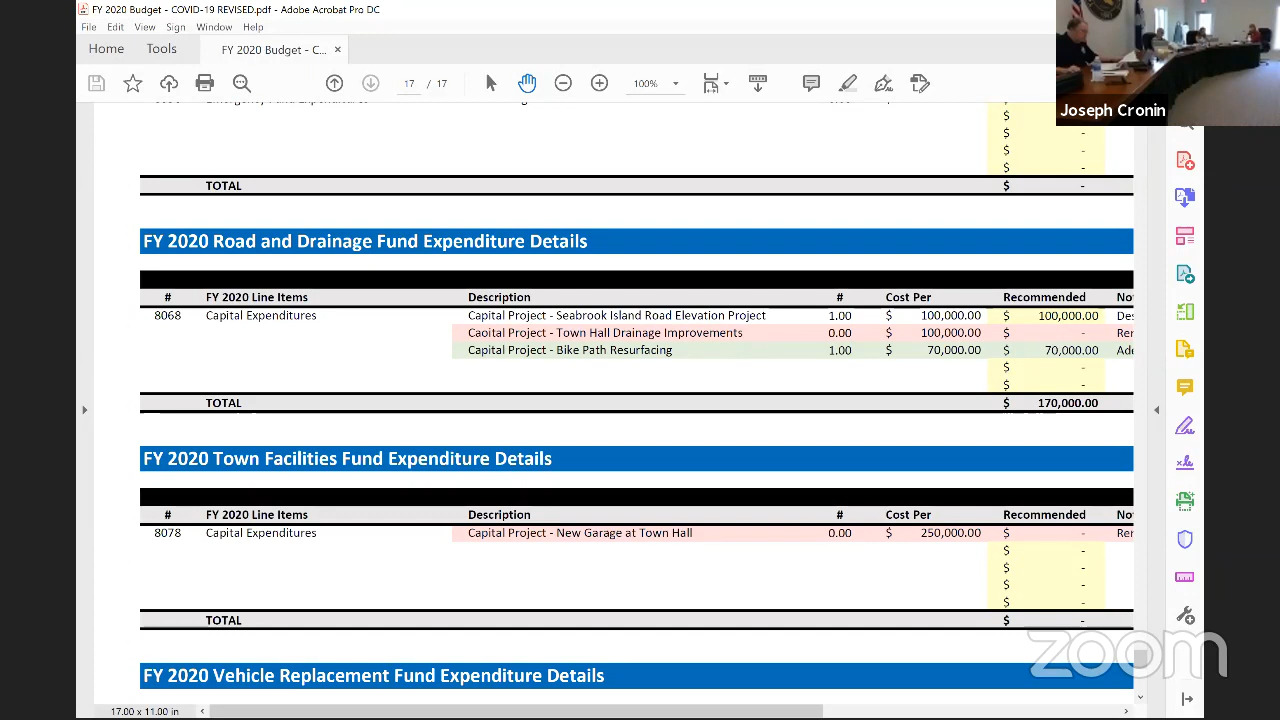 FY 2020 Budget - COVID-19 REVISED.pdf - Adobe Acrobat Pro DC
File Edit View Sign Window Help
Home Tools FY 2020 Budget - C... ×
17 / 17 100%
Joseph Cronin
$
$ -
$ -
$ -
TOTAL $ -
FY 2020 Road and Drainage Fund Expenditure Details
# FY 2020 Line Items Description # Cost Per Recommended
8068 Capital Expenditures Capital Project - Seabrook Island Road Elevation Project 1.00 $ 100,000.00 $ 100,000.00
Capital Project - Town Hall Drainage Improvements 0.00 $ 100,000.00 $ -
Capital Project - Bike Path Resurfacing 1.00 $ 70,000.00 $ 70,000.00
$ -
$ -
TOTAL $ 170,000.00
FY 2020 Town Facilities Fund Expenditure Details
# FY 2020 Line Items Description # Cost Per Recommended
8078 Capital Expenditures Capital Project - New Garage at Town Hall 0.00 $ 250,000.00 $ -
$ -
$ -
$ -
$ -
TOTAL $ -
FY 2020 Vehicle Replacement Fund Expenditure Details
17.00 x 11.00 in
zoom